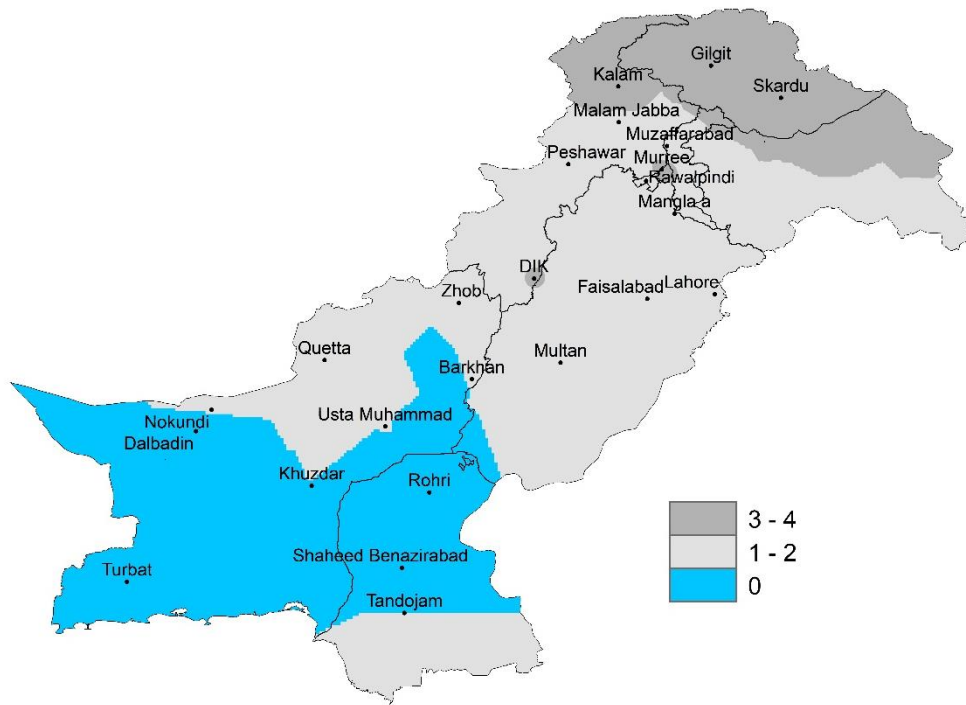 Gilgit
Kalam
Skardu
Malam Jabba
Muzaffarabad
Peshawar
Murree
Rawalpindi
Mangla a
DIK
Zhob
Faisalabad
Lahore
Quetta
Multan
Barkhan
Usta Muhammad
Nokundi
Dalbadin
Khuzdar
Rohri
3 - 4
1 - 2
Shaheed Benazirabad
Turbat
0
Tandojam